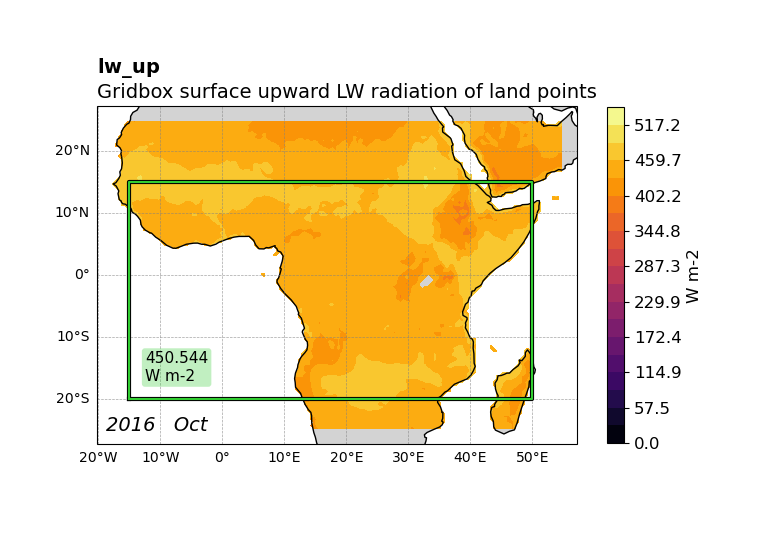 lw_up
Gridbox surface upward LW radiation of land points
20°N
10°N
0°
10°S
20°S
20°W
10°W
0°
10°E
20°E
30°E
40°E
50°E
450.544
W m-2
2016 Oct
517.2
459.7
402.2
344.8
287.3
229.9
172.4
114.9
57.5
0.0
W m-2